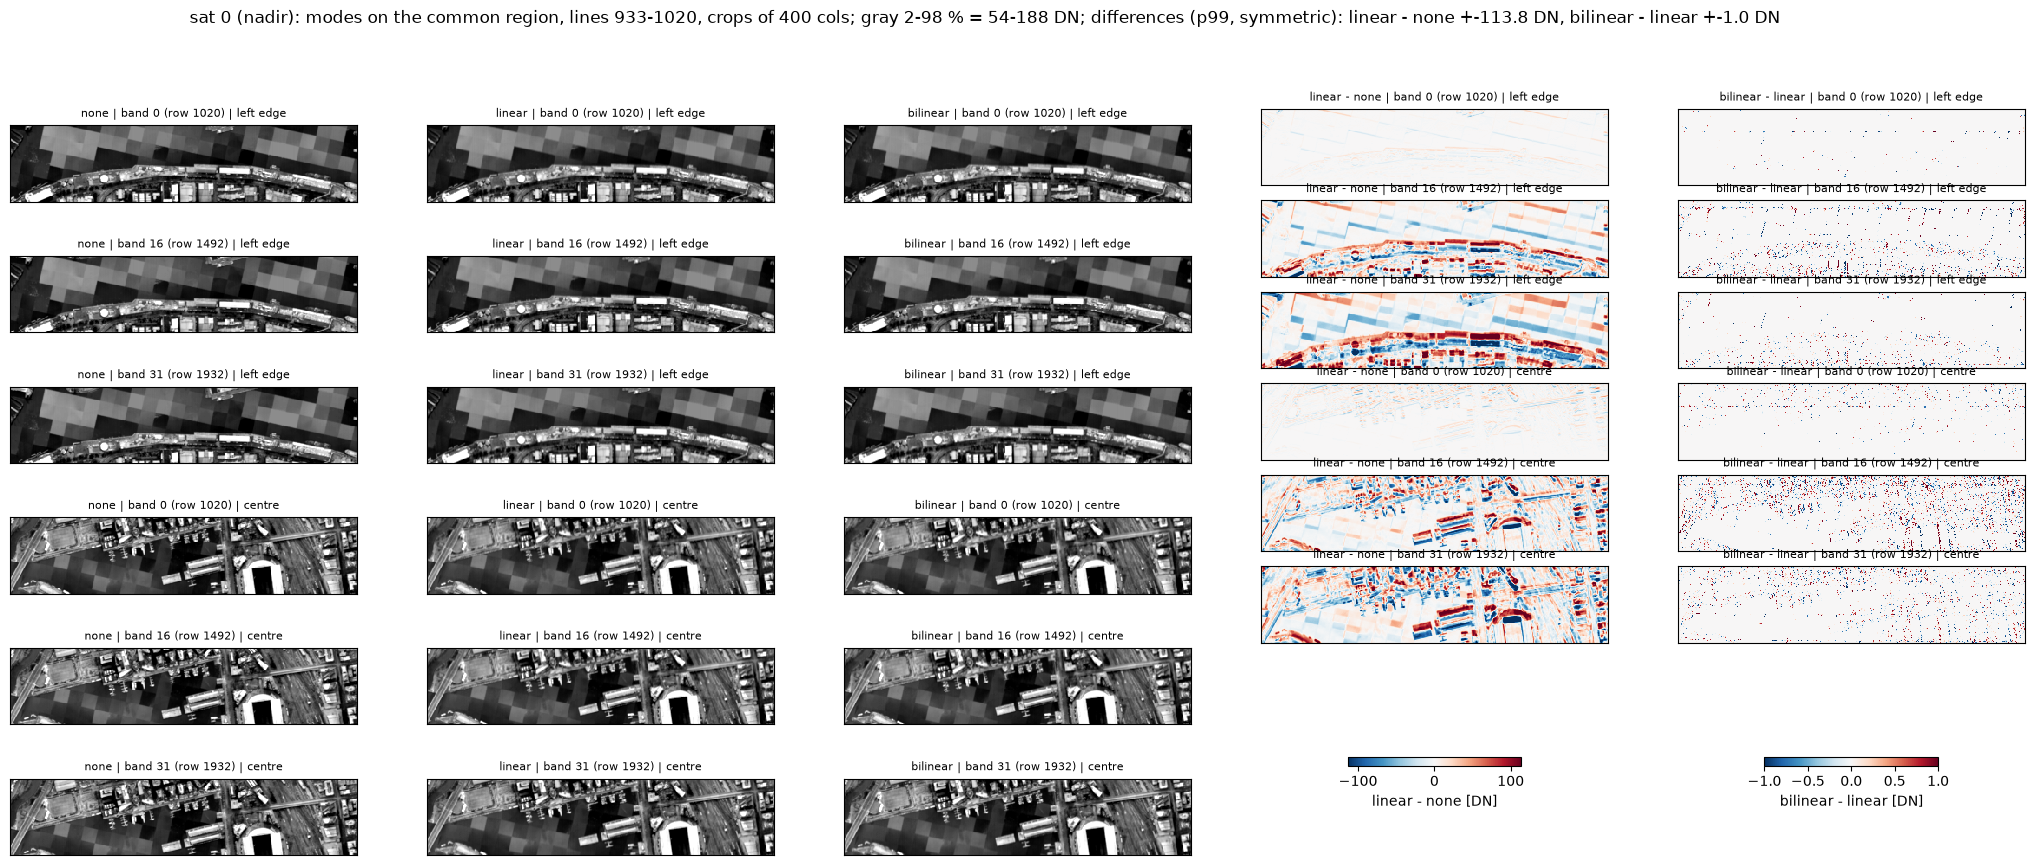 sat 0 (nadir): modes on the common region, lines 933-1020, crops of 400 cols; gray 2-98 % = 54-188 DN; differences (p99, symmetric): linear - none +-113.8 DN, bilinear - linear +-1.0 DN
none | band 0 (row 1020) | left edge
linear | band 0 (row 1020) | left edge
bilinear | band 0 (row 1020) | left edge
linear - none | band 0 (row 1020) | left edge
bilinear - linear | band 0 (row 1020) | left edge
none | band 16 (row 1492) | left edge
linear | band 16 (row 1492) | left edge
bilinear | band 16 (row 1492) | left edge
linear - none | band 16 (row 1492) | left edge
bilinear - linear | band 16 (row 1492) | left edge
none | band 31 (row 1932) | left edge
linear | band 31 (row 1932) | left edge
bilinear | band 31 (row 1932) | left edge
linear - none | band 31 (row 1932) | left edge
bilinear - linear | band 31 (row 1932) | left edge
none | band 0 (row 1020) | centre
linear | band 0 (row 1020) | centre
bilinear | band 0 (row 1020) | centre
linear - none | band 0 (row 1020) | centre
bilinear - linear | band 0 (row 1020) | centre
none | band 16 (row 1492) | centre
linear | band 16 (row 1492) | centre
bilinear | band 16 (row 1492) | centre
linear - none | band 16 (row 1492) | centre
bilinear - linear | band 16 (row 1492) | centre
none | band 31 (row 1932) | centre
linear | band 31 (row 1932) | centre
bilinear | band 31 (row 1932) | centre
linear - none | band 31 (row 1932) | centre
bilinear - linear | band 31 (row 1932) | centre
−100 0 100
linear - none [DN]
−1.0 −0.5 0.0 0.5 1.0
bilinear - linear [DN]